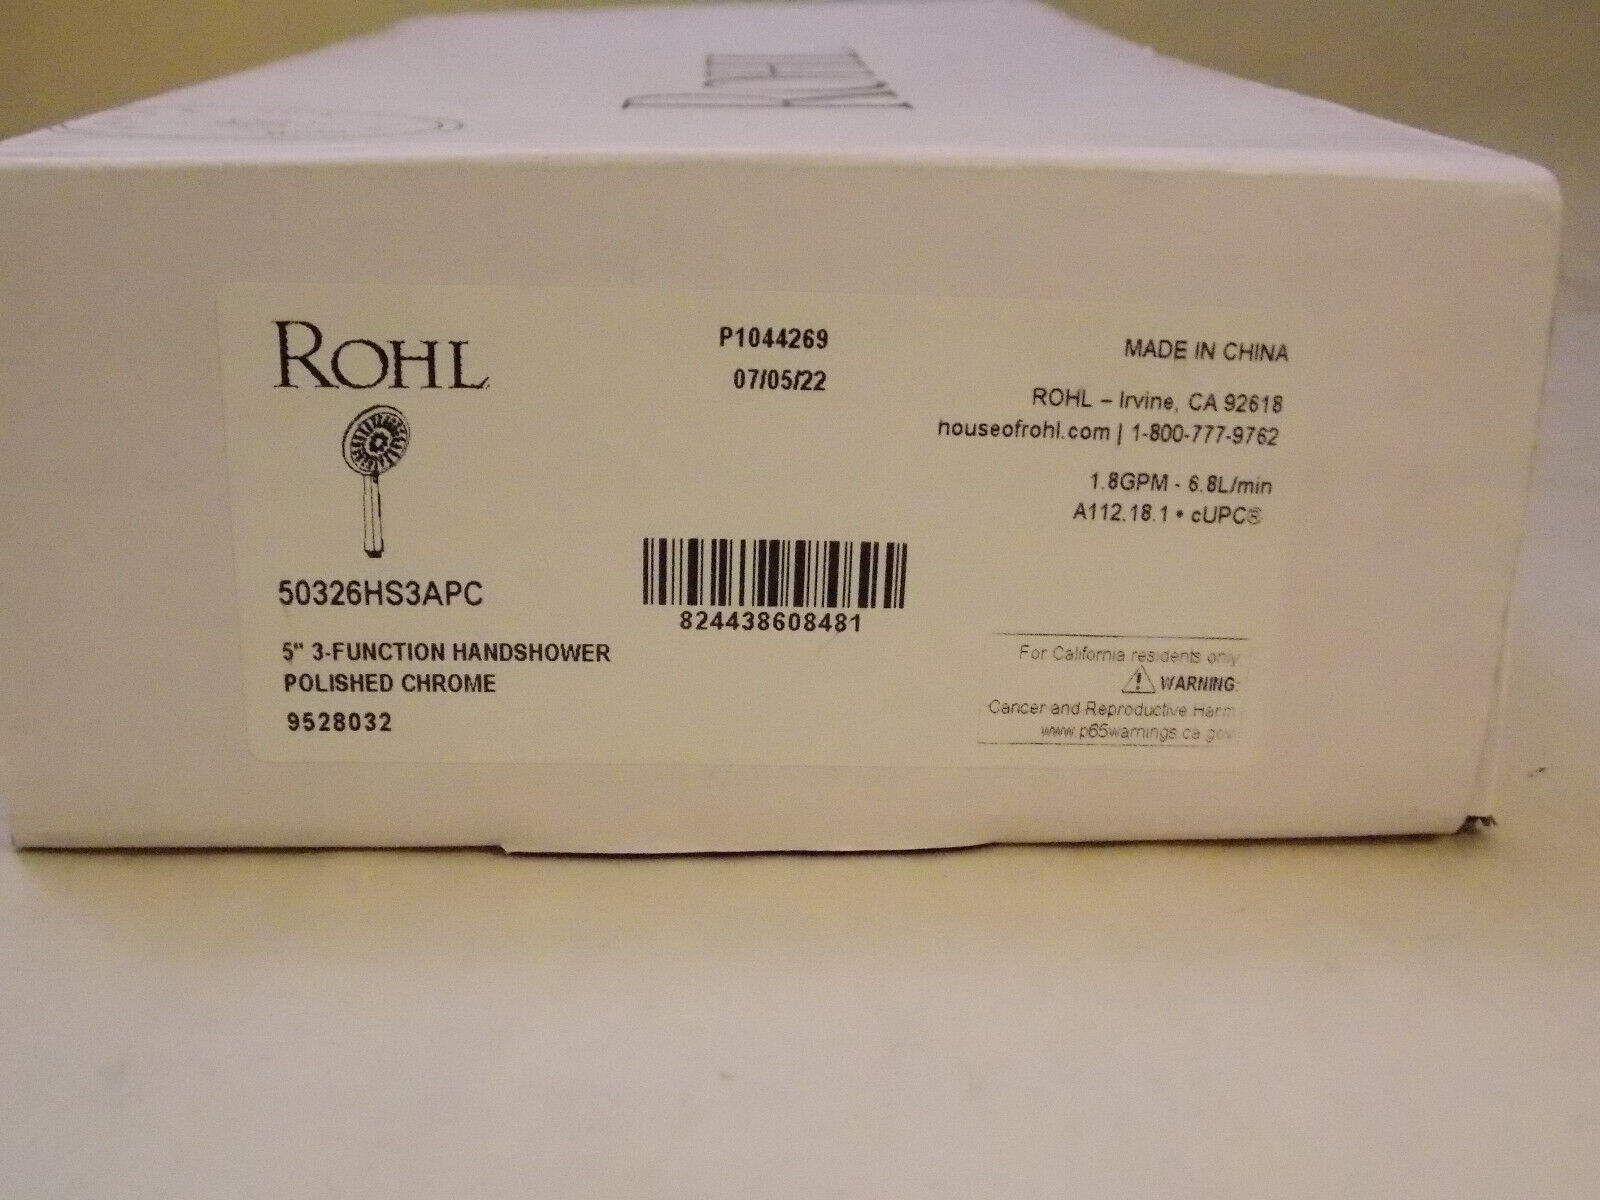 ROHL
50326HS3APC
5" 3-FUNCTION HANDSHOWER
POLISHED CHROME
9528032
P1044269
07/05/22
824438608481
MADE IN CHINA
ROHL – Irvine, CA 92618
houseofrohl.com | 1-800-777-9762
1.8GPM - 6.8L/min
A112.18.1 • cUPC®
For California residents only
WARNING:
Cancer and Reproductive Harm
www.p65warnings.ca.gov